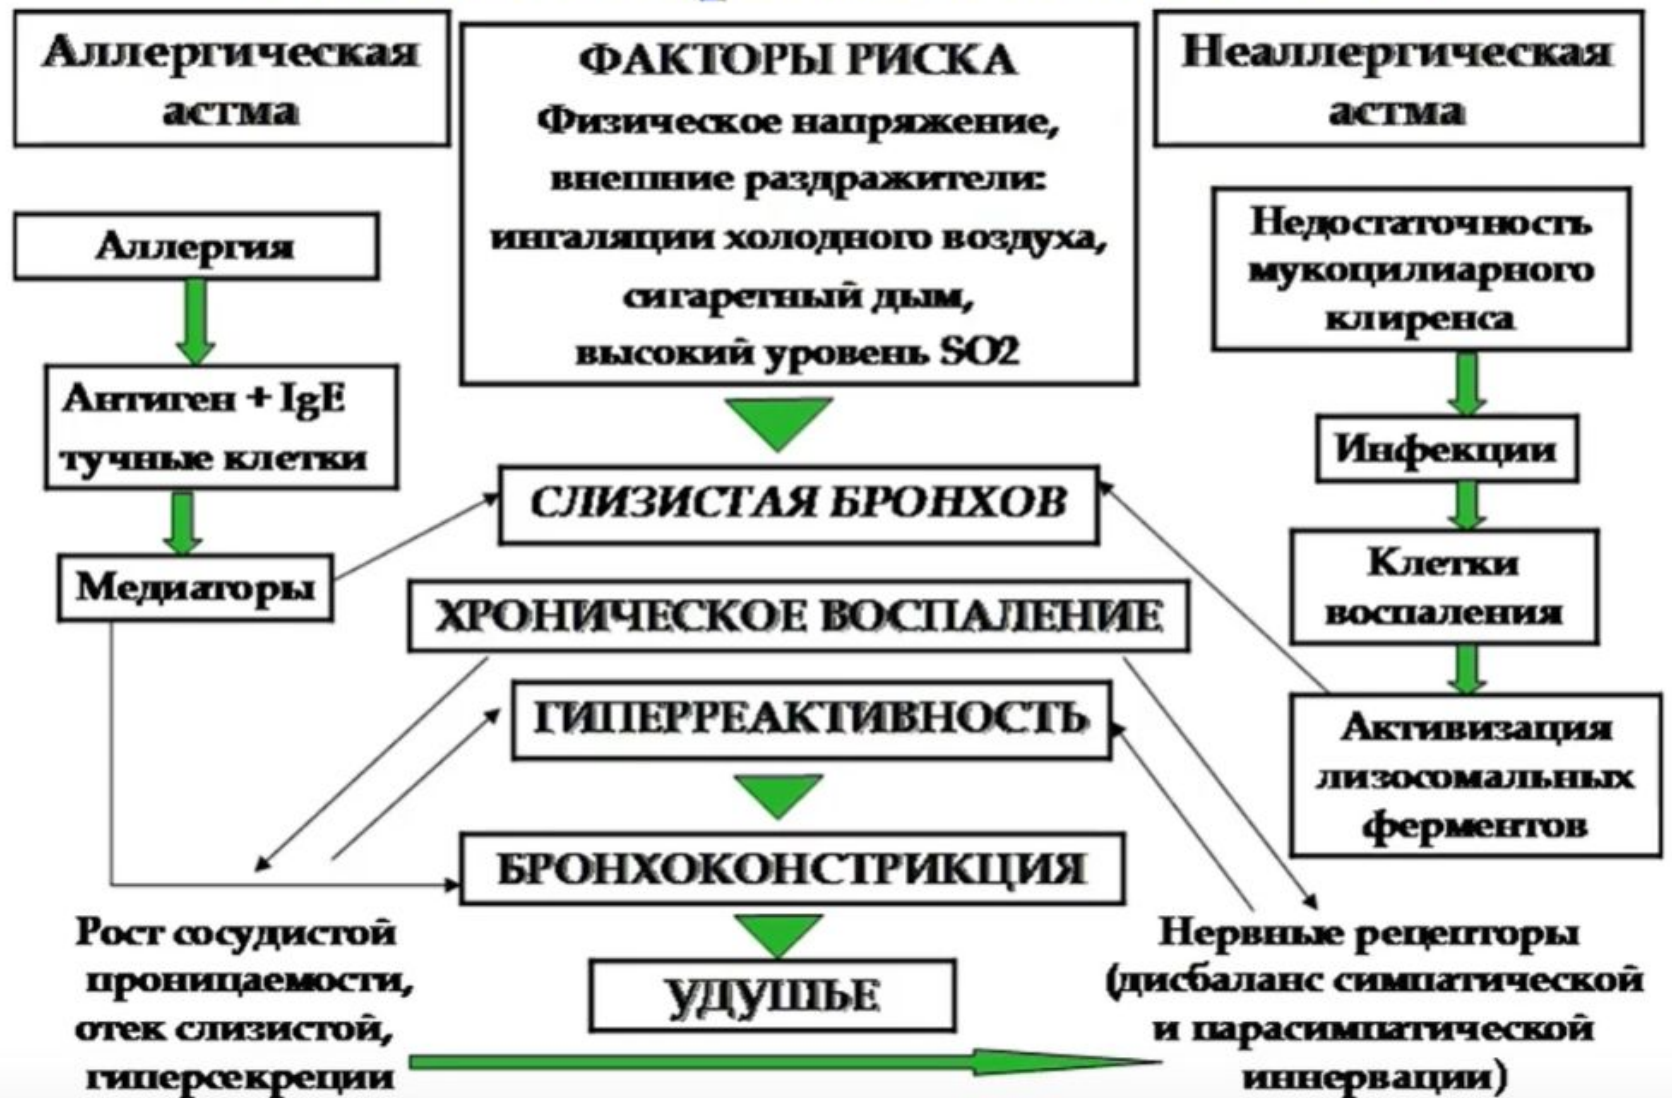 Аллергическая
астма
ФАКТОРЫ РИСКА
Физическое напряжение,
внешние раздражители:
ингаляции холодного воздуха,
сигаретный дым,
высокий уровень SO2
Неаллергическая
астма
Аллергия
Антиген + IgE
тучные клетки
Медиаторы
Недостаточность
мукоцилиарного
клиренса
Инфекции
Клетки
воспаления
Активизация
лизосомальных
ферментов
СЛИЗИСТАЯ БРОНХОВ
ХРОНИЧЕСКОЕ ВОСПАЛЕНИЕ
ГИПЕРРЕАКТИВНОСТЬ
БРОНХОКОНСТРИКЦИЯ
УДУШЬЕ
Рост сосудистой
проницаемости,
отек слизистой,
гиперсекреции
Нервные рецепторы
(дисбаланс симпатической
и парасимпатической
иннервации)